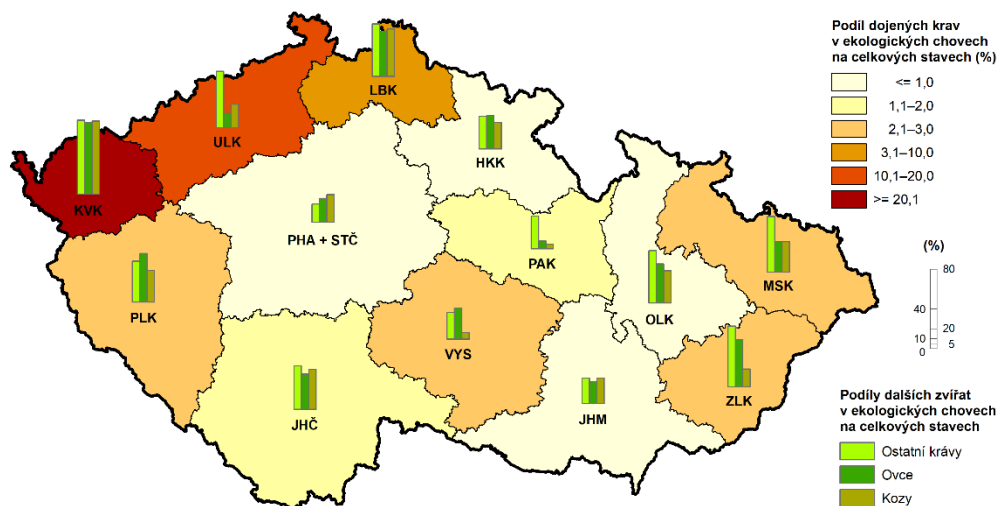 Podíl dojených krav
v ekologických chovech
na celkových stavech (%)
<= 1,0
1,1–2,0
2,1–3,0
3,1–10,0
10,1–20,0
>= 20,1
LBK
ULK
HKK
KVK
PHA + STČ
PAK
(%)
80
40
20
10
5
0
MSK
PLK
OLK
VYS
ZLK
JHČ
JHM
Podíly dalších zvířat
v ekologických chovech
na celkových stavech
Ostatní krávy
Ovce
Kozy